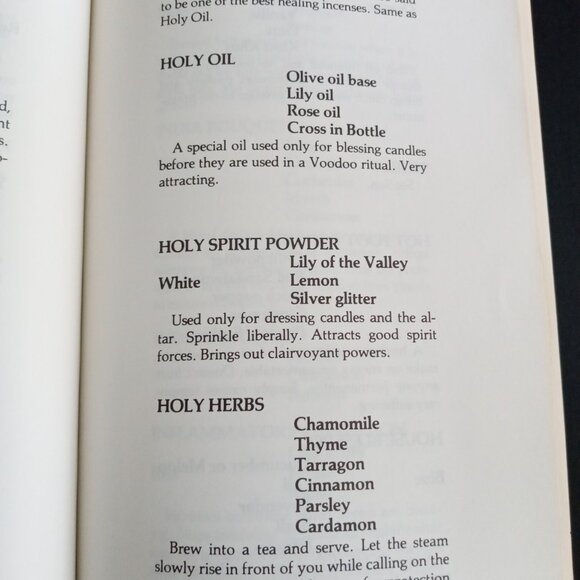 to be one of the best healing incenses. Same as
Holy Oil.
HOLY OIL
Olive oil base
Lily oil
Rose oil
Cross in Bottle
A special oil used only for blessing candles
before they are used in a Voodoo ritual. Very
attracting.
HOLY SPIRIT POWDER
Lily of the Valley
White Lemon
Silver glitter
Used only for dressing candles and the al-
tar. Sprinkle liberally. Attracts good spirit
forces. Brings out clairvoyant powers.
HOLY HERBS
Chamomile
Thyme
Tarragon
Cinnamon
Parsley
Cardamon
Brew into a tea and serve. Let the steam
slowly rise in front of you while calling on the
protection